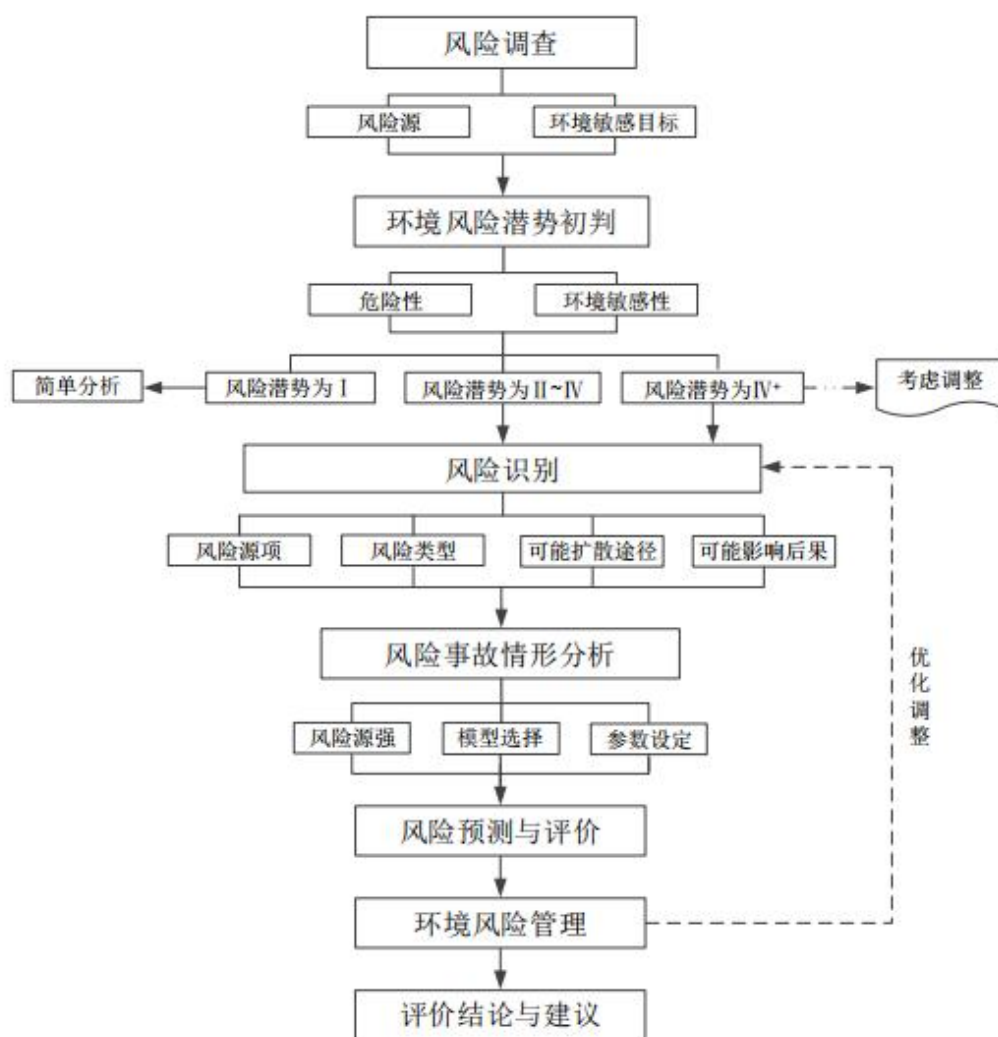 风险调查
风险源
环境敏感目标
环境风险潜势初判
危险性
环境敏感性
简单分析
风险潜势为Ⅰ
风险潜势为Ⅱ~Ⅳ
风险潜势为Ⅳ⁺
考虑调整
风险识别
风险源项
风险类型
可能扩散途径
可能影响后果
风险事故情形分析
优化调整
风险源强
模型选择
参数设定
风险预测与评价
环境风险管理
评价结论与建议